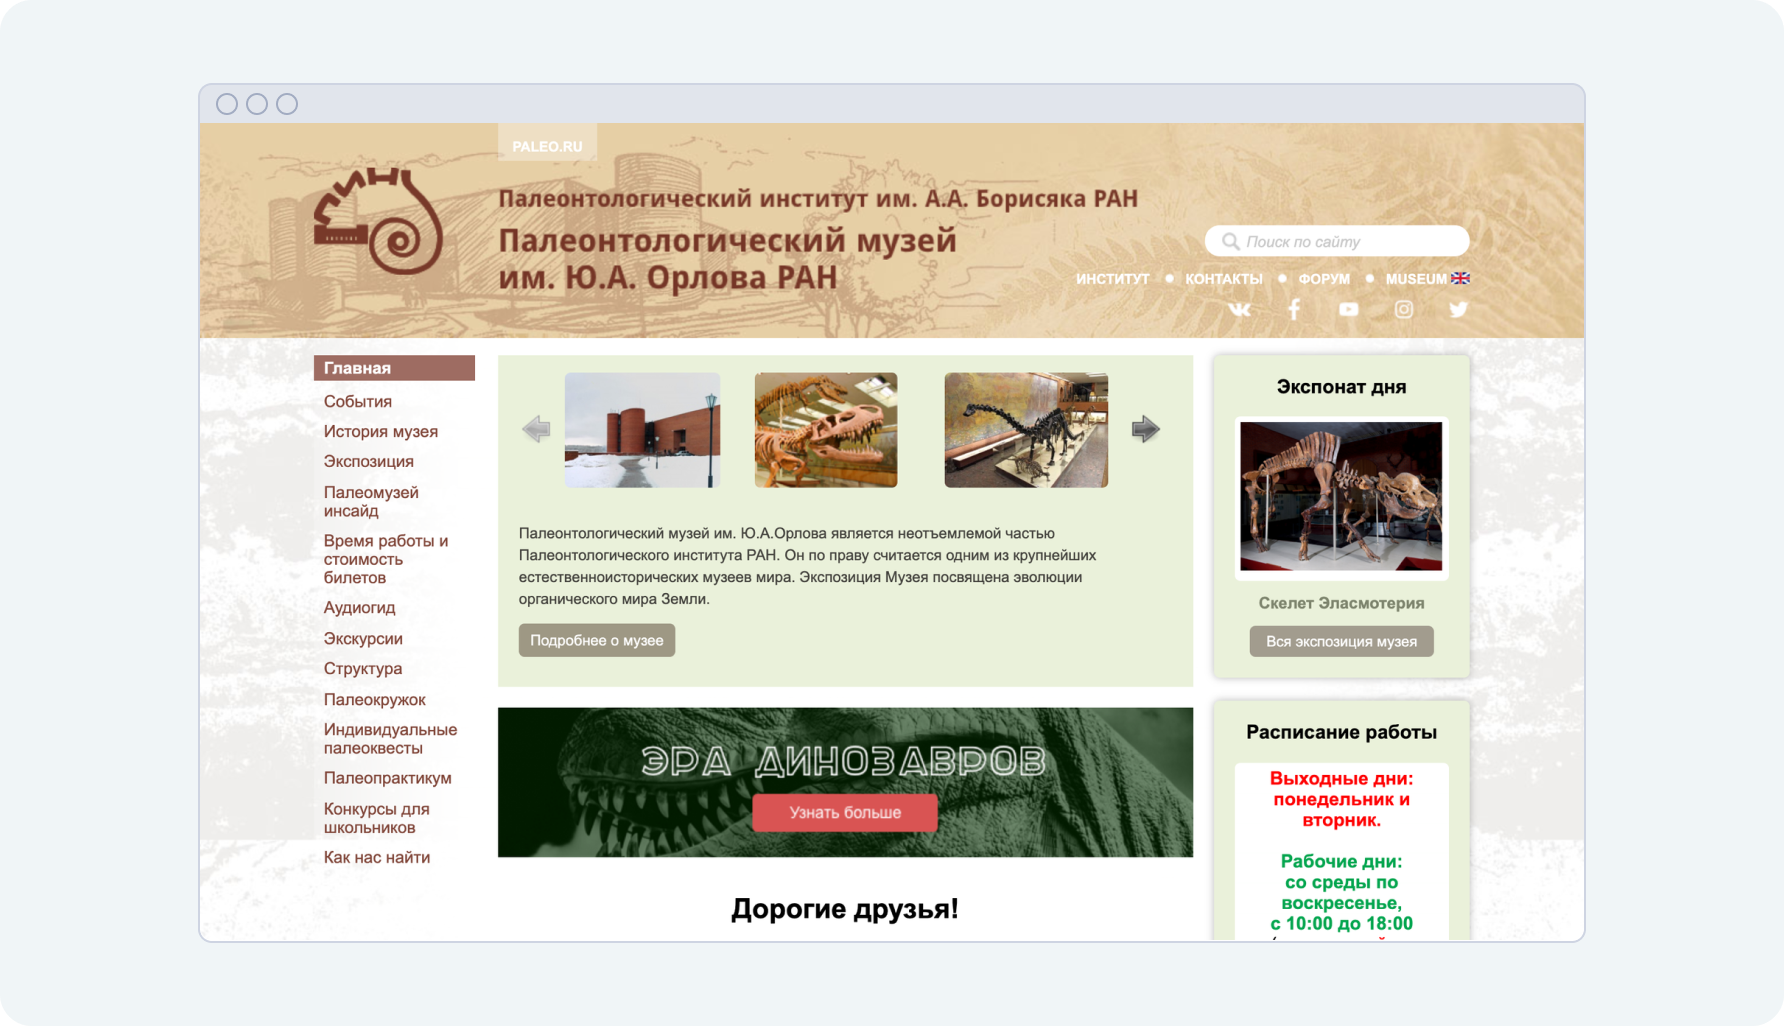 PALEO.RU
Палеонтологический институт им. А.А. Борисяка РАН
Палеонтологический музей
им. Ю.А. Орлова РАН
Поиск по сайту
ИНСТИТУТ КОНТАКТЫ ФОРУМ MUSEUM
Главная
События
История музея
Экспозиция
Палеомузей
инсайд
Время работы и
стоимость
билетов
Аудиогид
Экскурсии
Структура
Палеокружок
Индивидуальные
палеоквесты
Палеопрактикум
Конкурсы для
школьников
Как нас найти
Палеонтологический музей им. Ю.А.Орлова является неотъемлемой частью
Палеонтологического института РАН. Он по праву считается одним из крупнейших
естественноисторических музеев мира. Экспозиция Музея посвящена эволюции
органического мира Земли.
Подробнее о музее
ЭРА ДИНОЗАВРОВ
Узнать больше
Дорогие друзья!
Экспонат дня
Скелет Эласмотерия
Вся экспозиция музея
Расписание работы
Выходные дни:
понедельник и
вторник.
Рабочие дни:
со среды по
воскресенье,
с 10:00 до 18:00